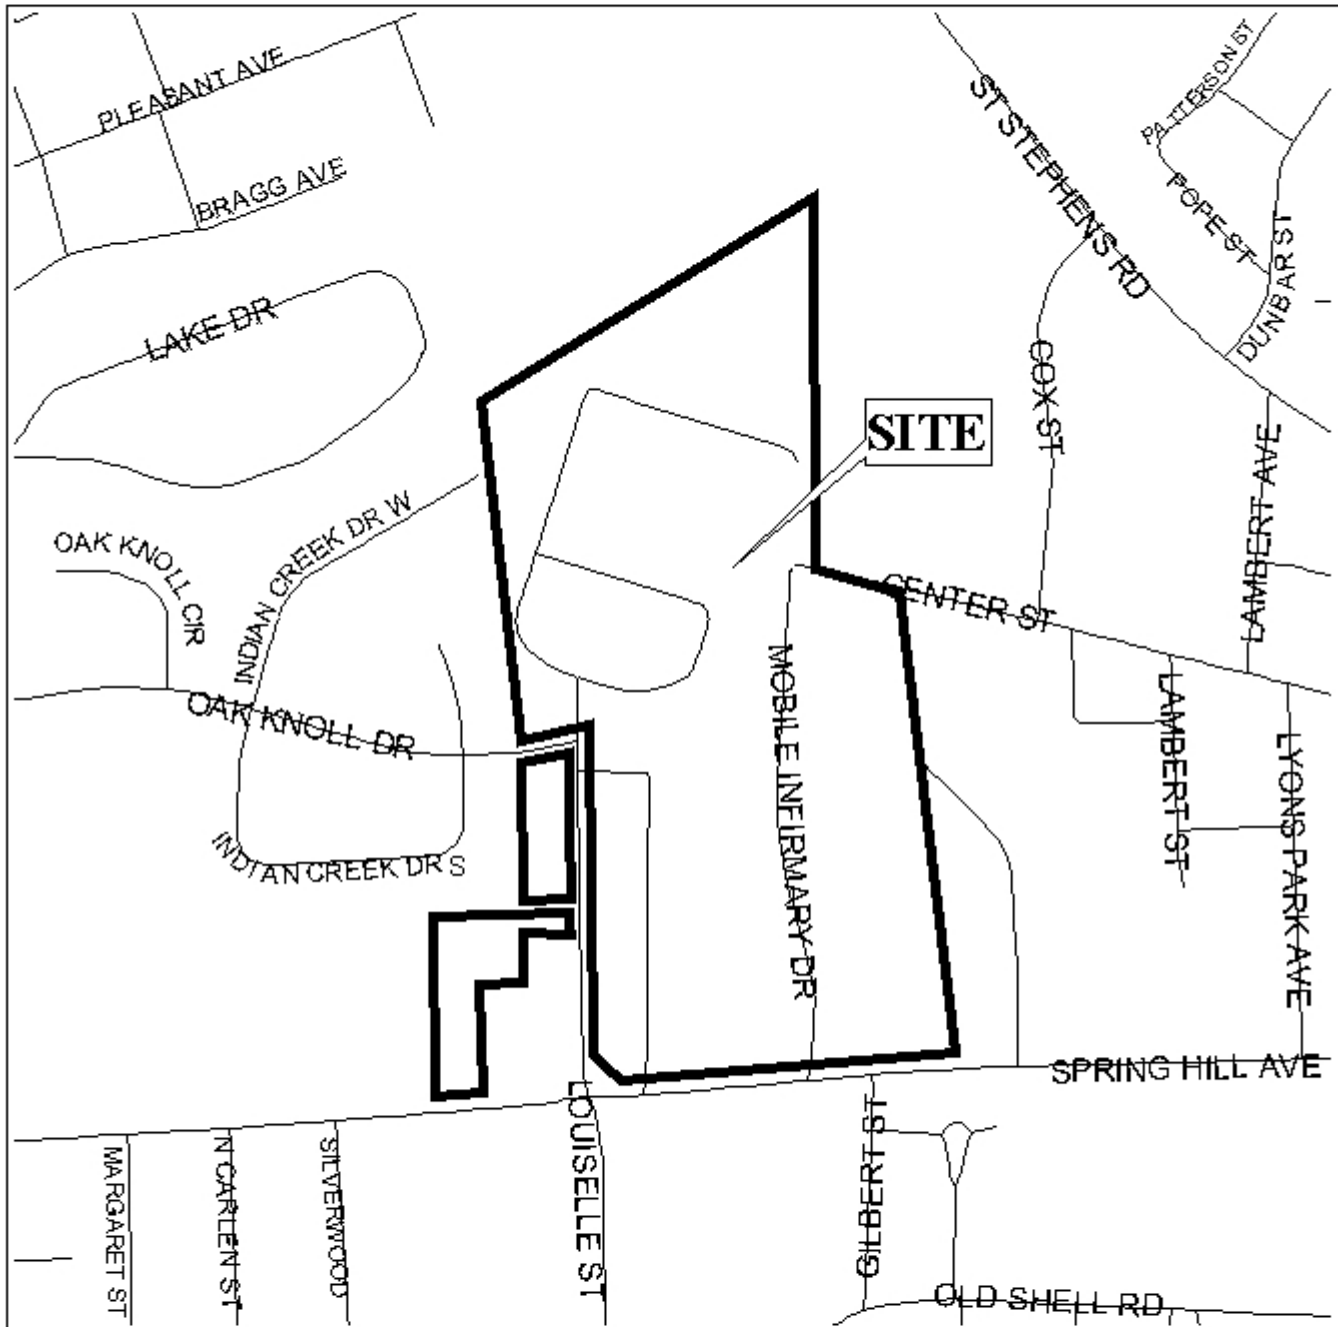 PLEASANT AVE
BRAGG AVE
ST STEPHENS RD
PATTERSON ST
POPE ST
DUNBAR ST
LAKE DR
COX ST
SITE
LAMBERT AVE
OAK KNOLL CIR
INDIAN CREEK DR W
CENTER ST
OAK KNOLL DR
MOBILE INFIRMARY DR
LAMBERT ST
LYONS PARK AVE
INDIAN CREEK DR S
SPRING HILL AVE
LOUISELLE ST
GILBERT ST
MARGARET ST
N CARLEN ST
SILVERWOOD
OLD SHELL RD